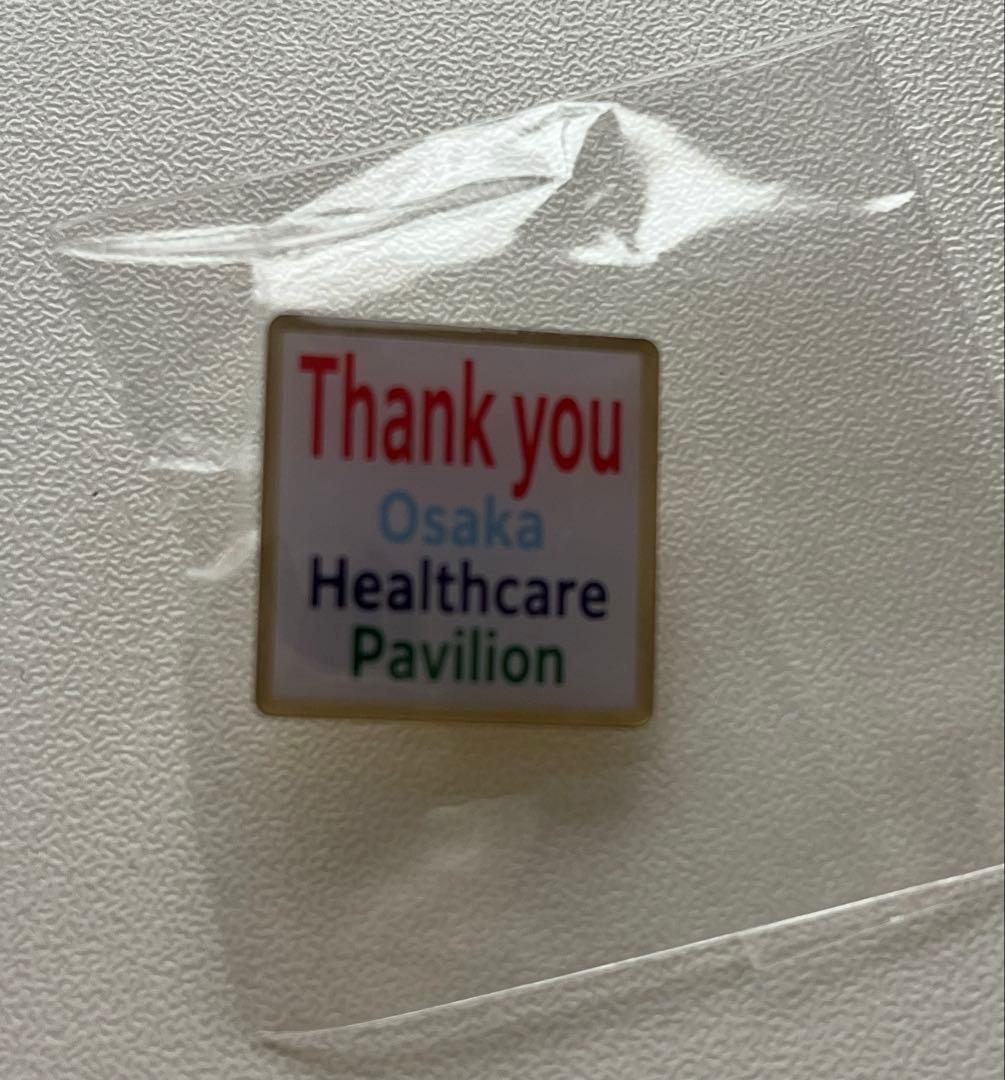 Thank you
Osaka
Healthcare
Pavilion